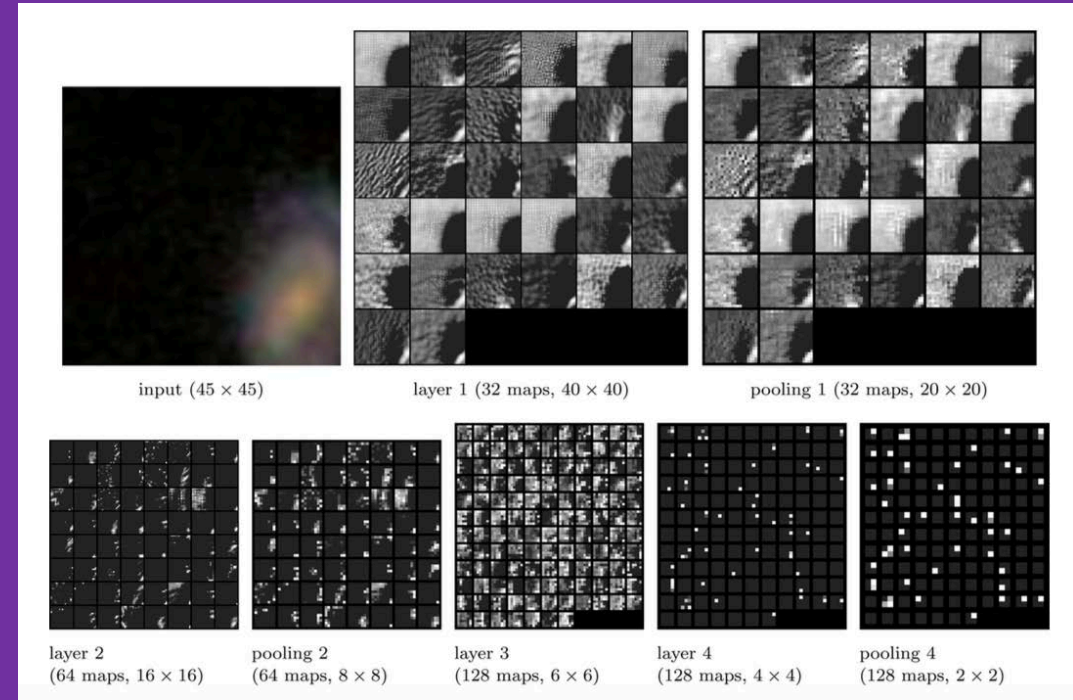 input (45 × 45)
layer 1 (32 maps, 40 × 40)
pooling 1 (32 maps, 20 × 20)
layer 2
(64 maps, 16 × 16)
pooling 2
(64 maps, 8 × 8)
layer 3
(128 maps, 6 × 6)
layer 4
(128 maps, 4 × 4)
pooling 4
(128 maps, 2 × 2)